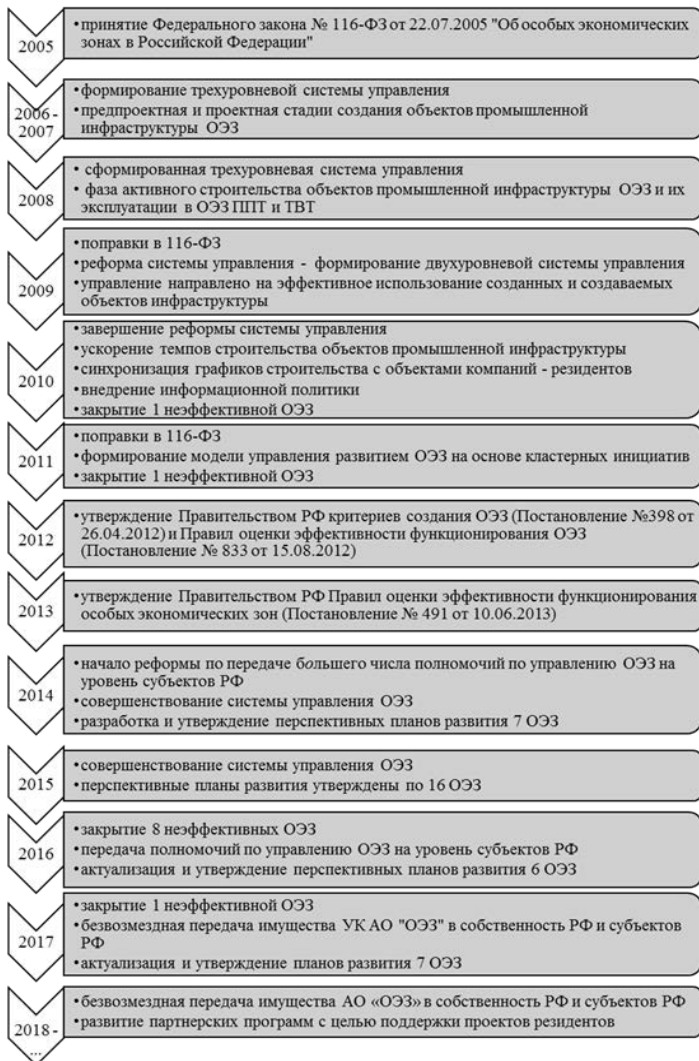 2005
•принятие Федерального закона № 116-ФЗ от 22.07.2005 "Об особых экономических
зонах в Российской Федерации"
2006 -
2007
•формирование трехуровневой системы управления
•предпроектная и проектная стадии создания объектов промышленной
инфраструктуры ОЭЗ
2008
• сформированная трехуровневая система управления
• фаза активного строительства объектов промышленной инфраструктуры ОЭЗ и их
эксплуатации в ОЭЗ ППТ и ТВТ
2009
•поправки в 116-ФЗ
•реформа системы управления - формирование двухуровневой системы управления
•управление направлено на эффективное использование созданных и создаваемых
объектов инфраструктуры
2010
•завершение реформы системы управления
•ускорение темпов строительства объектов промышленной инфраструктуры
•синхронизация графиков строительства с объектами компаний - резидентов
•внедрение информационной политики
•закрытие 1 неэффективной ОЭЗ
2011
•поправки в 116-ФЗ
•формирование модели управления развитием ОЭЗ на основе кластерных инициатив
•закрытие 1 неэффективной ОЭЗ
2012
•утверждение Правительством РФ критериев создания ОЭЗ (Постановление №398 от
26.04.2012) и Правил оценки эффективности функционирования ОЭЗ
(Постановление № 833 от 15.08.2012)
2013
•утверждение Правительством РФ Правил оценки эффективности функционирования
особых экономических зон (Постановление № 491 от 10.06.2013)
2014
•начало реформы по передаче большего числа полномочий по управлению ОЭЗ на
уровень субъектов РФ
•совершенствование системы управления ОЭЗ
•разработка и утверждение перспективных планов развития 7 ОЭЗ
2015
•совершенствование системы управления ОЭЗ
•перспективные планы развития утверждены по 16 ОЭЗ
2016
•закрытие 8 неэффективных ОЭЗ
•передача полномочий по управлению ОЭЗ на уровень субъектов РФ
•актуализация и утверждение перспективных планов развития 6 ОЭЗ
2017
•закрытие 1 неэффективной ОЭЗ
•безвозмездная передача имущества УК АО "ОЭЗ" в собственность РФ и субъектов
РФ
•актуализация и утверждение планов развития 7 ОЭЗ
2018 -
...
•безвозмездная передача имущества АО «ОЭЗ» в собственность РФ и субъектов РФ
•развитие партнерских программ с целью поддержки проектов резидентов